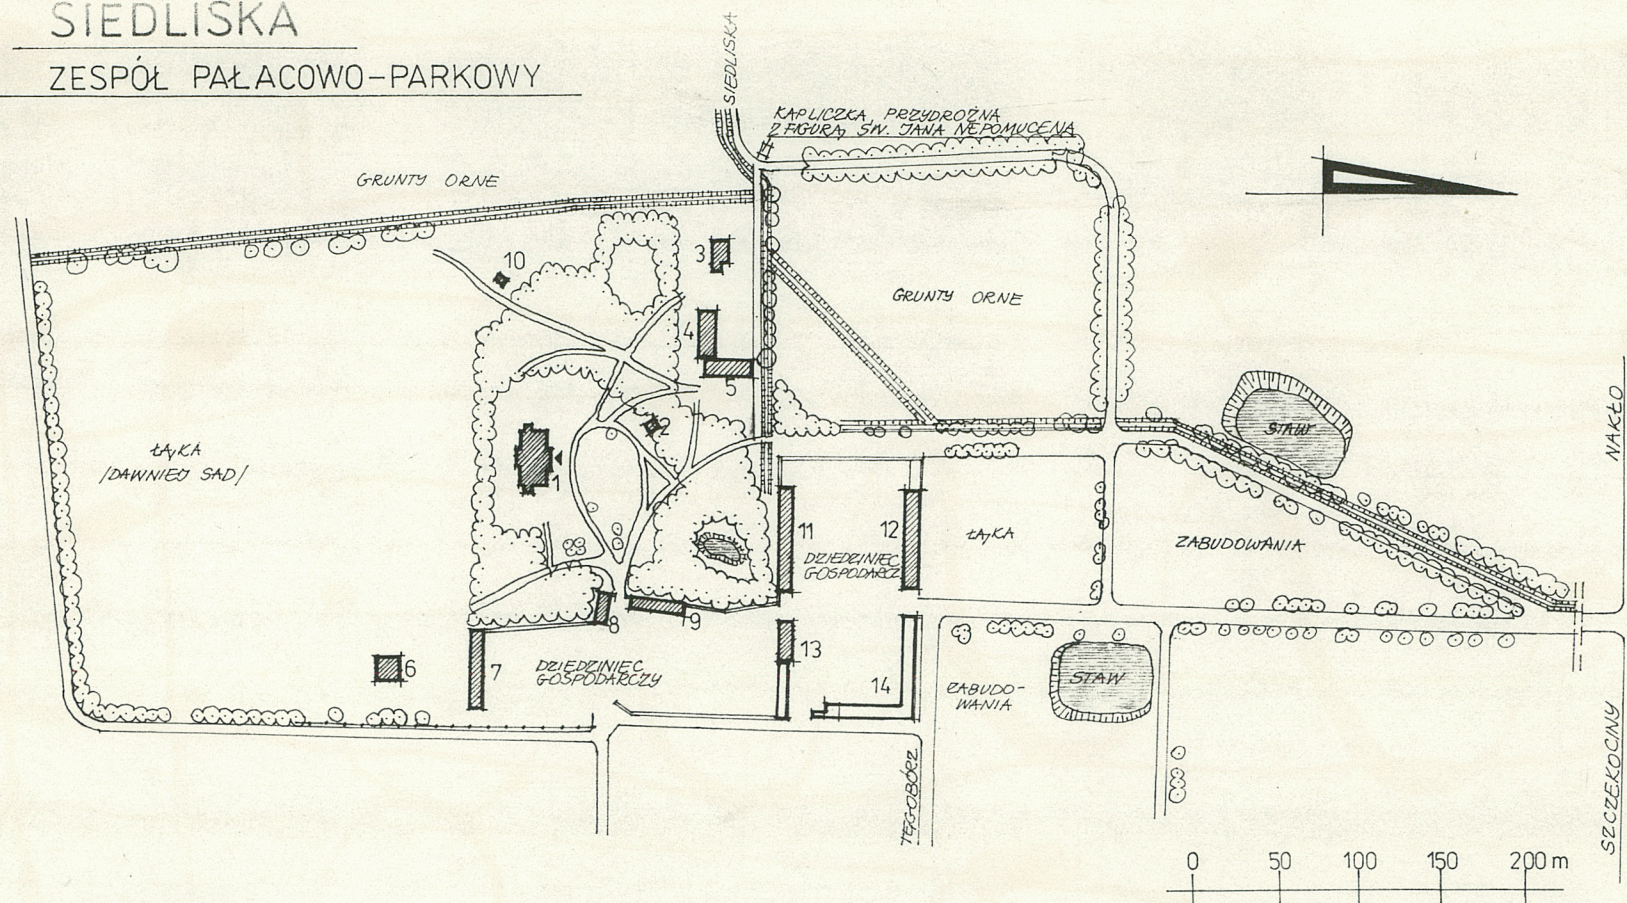 SIEDLISKA
ZESPÓŁ PAŁACOWO-PARKOWY
SIEDLISKA
KAPLICZKA PRZYDROŻNA
Z FIGURĄ ŚW. JANA NEPOMUCENA
GRUNTY ORNE
3
10
GRUNTY ORNE
4
5
2
STAW
NAKŁO
ŁĄKA
/DAWNIEJ SAD/
1
11
12
ŁĄKA
ZABUDOWANIA
DZIEDZINIEC
GOSPODARCZ
8
9
13
6
7
DZIEDZINIEC
GOSPODARCZY
14
ZABUDO-
WANIA
STAW
TĘGOBÓRZ
SZCZEKOCINY
0 50 100 150 200 m